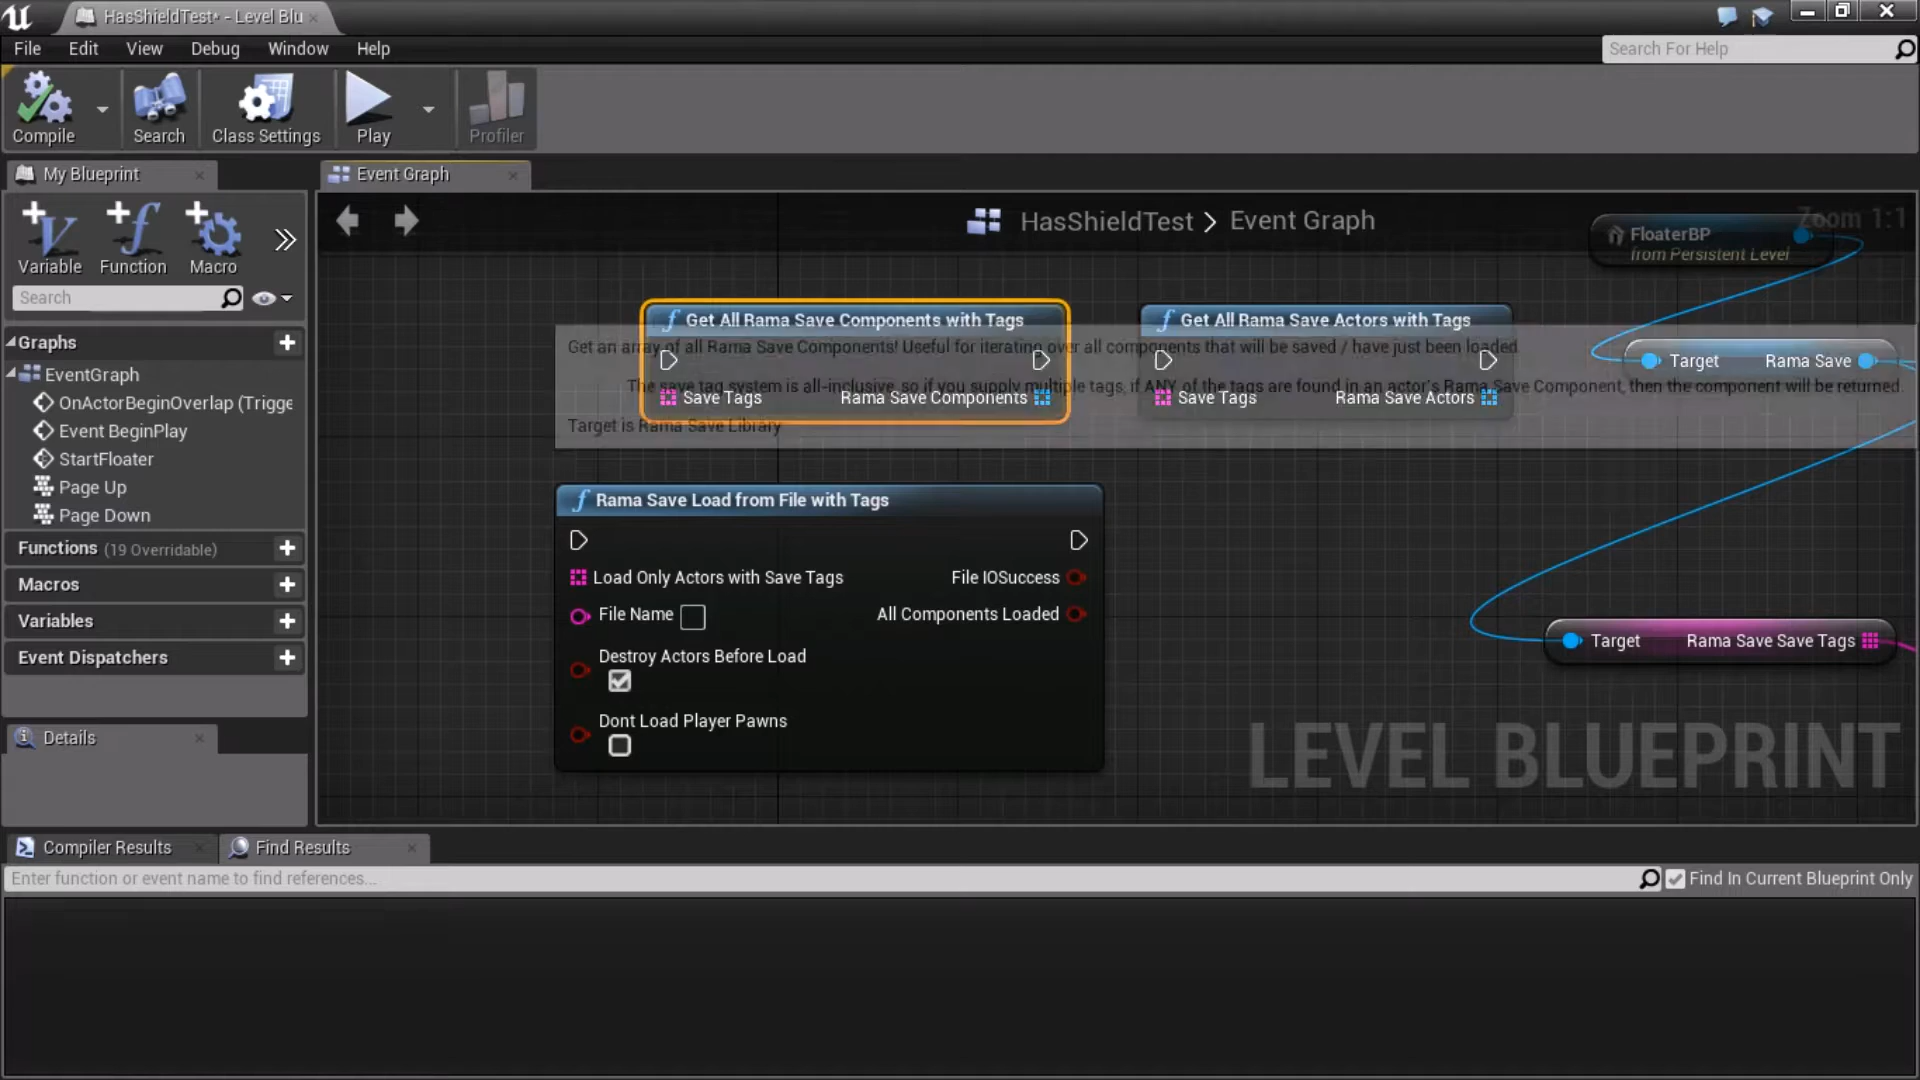 HasShieldTest* - Level Blu
File Edit View Debug Window Help
Search For Help
Compile
Search
Class Settings
Play
Profiler
My Blueprint
Event Graph
Variable
Function
Macro
HasShieldTest > Event Graph
Zoom 1:1
FloaterBP
from Persistent Level
Search
Graphs
EventGraph
OnActorBeginOverlap (Trigge
Event BeginPlay
StartFloater
Page Up
Page Down
Functions (19 Overridable)
Macros
Variables
Event Dispatchers
Details
Get All Rama Save Components with Tags
Get an array of all Rama Save Components! Useful for iterating over all components that will be saved / have just been loaded
The save tag system is all-inclusive, so if you supply multiple tags, if ANY of the tags are found in an actor's Rama Save Component, then the component will be returned.
Save Tags Rama Save Components
Target is Rama Save Library
Get All Rama Save Actors with Tags
Save Tags Rama Save Actors
Target Rama Save
Rama Save Load from File with Tags
Load Only Actors with Save Tags File IOSuccess
File Name All Components Loaded
Destroy Actors Before Load
Dont Load Player Pawns
Target Rama Save Save Tags
LEVEL BLUEPRINT
Compiler Results
Find Results
Enter function or event name to find references...
Find In Current Blueprint Only